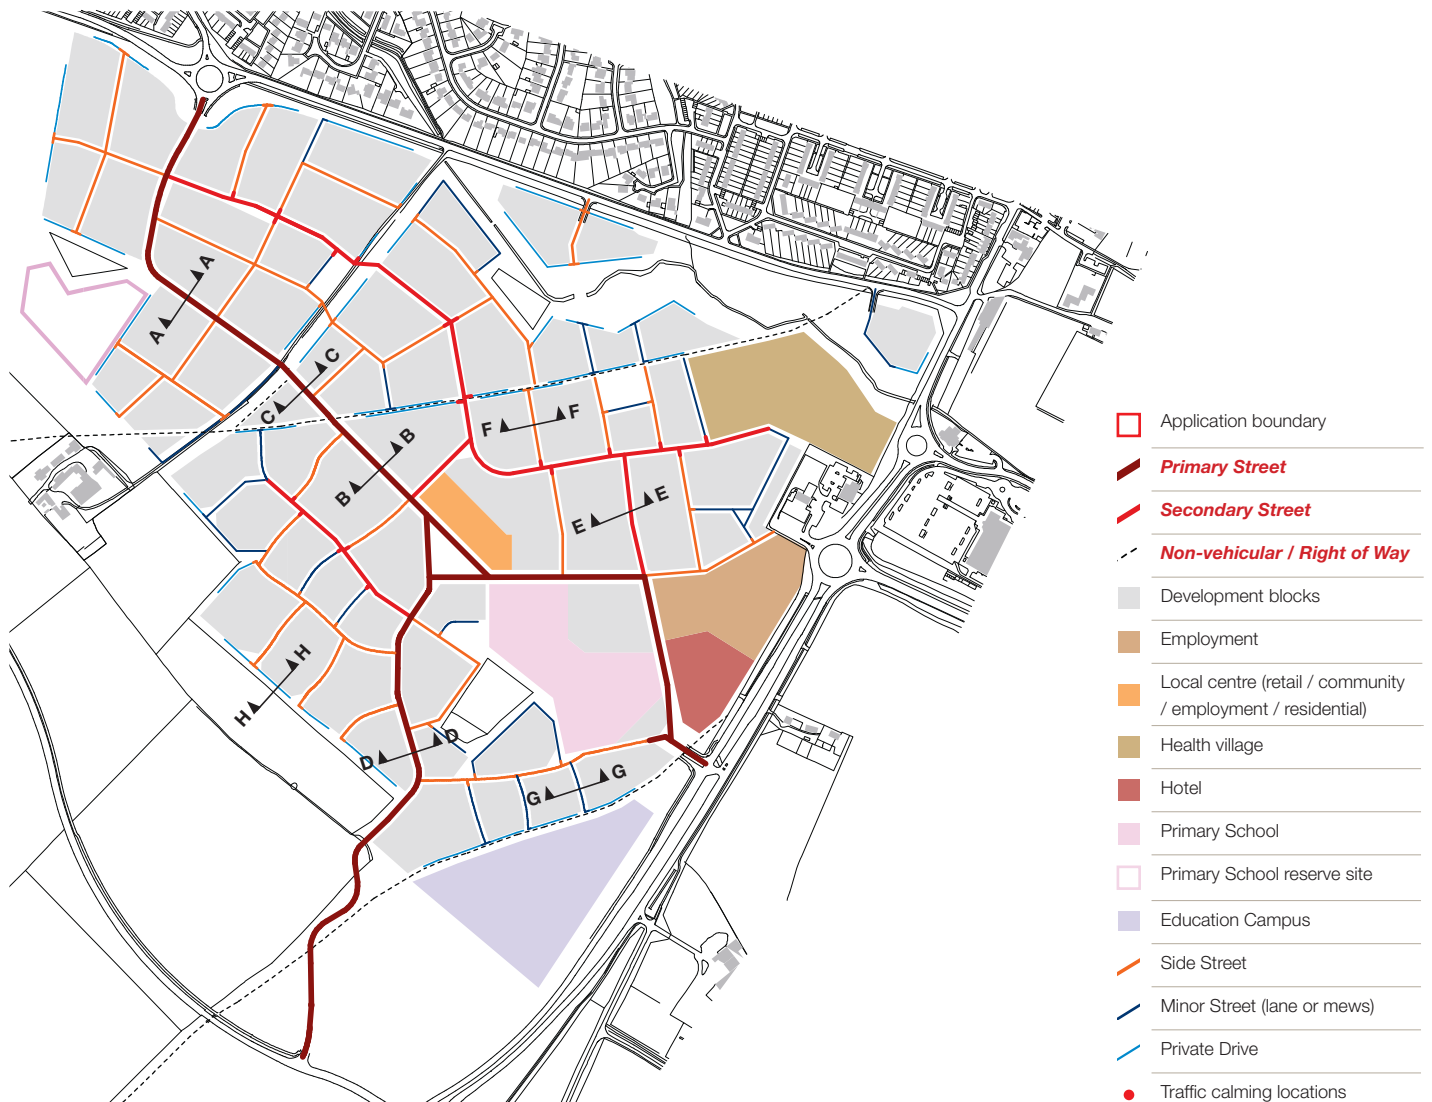 A
A
C
C
B
B
F
F
E
E
H
H
D
D
G
G
Application boundary
Primary Street
Secondary Street
Non-vehicular / Right of Way
Development blocks
Employment
Local centre (retail / community
/ employment / residential)
Health village
Hotel
Primary School
Primary School reserve site
Education Campus
Side Street
Minor Street (lane or mews)
Private Drive
Traffic calming locations